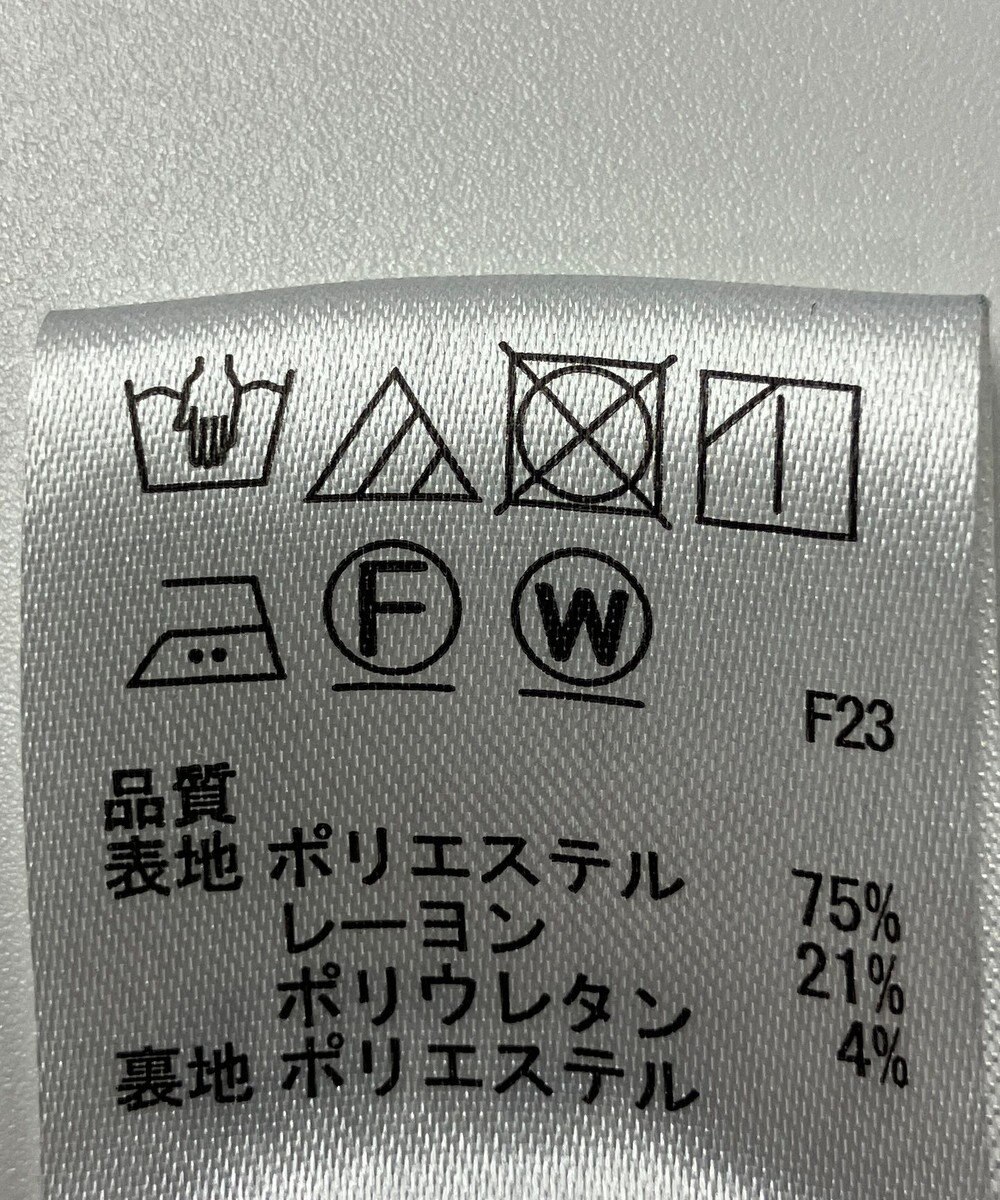 F W
F23
品質
表地 ポリエステル 75%
レーヨン 21%
ポリウレタン 4%
裏地 ポリエステル